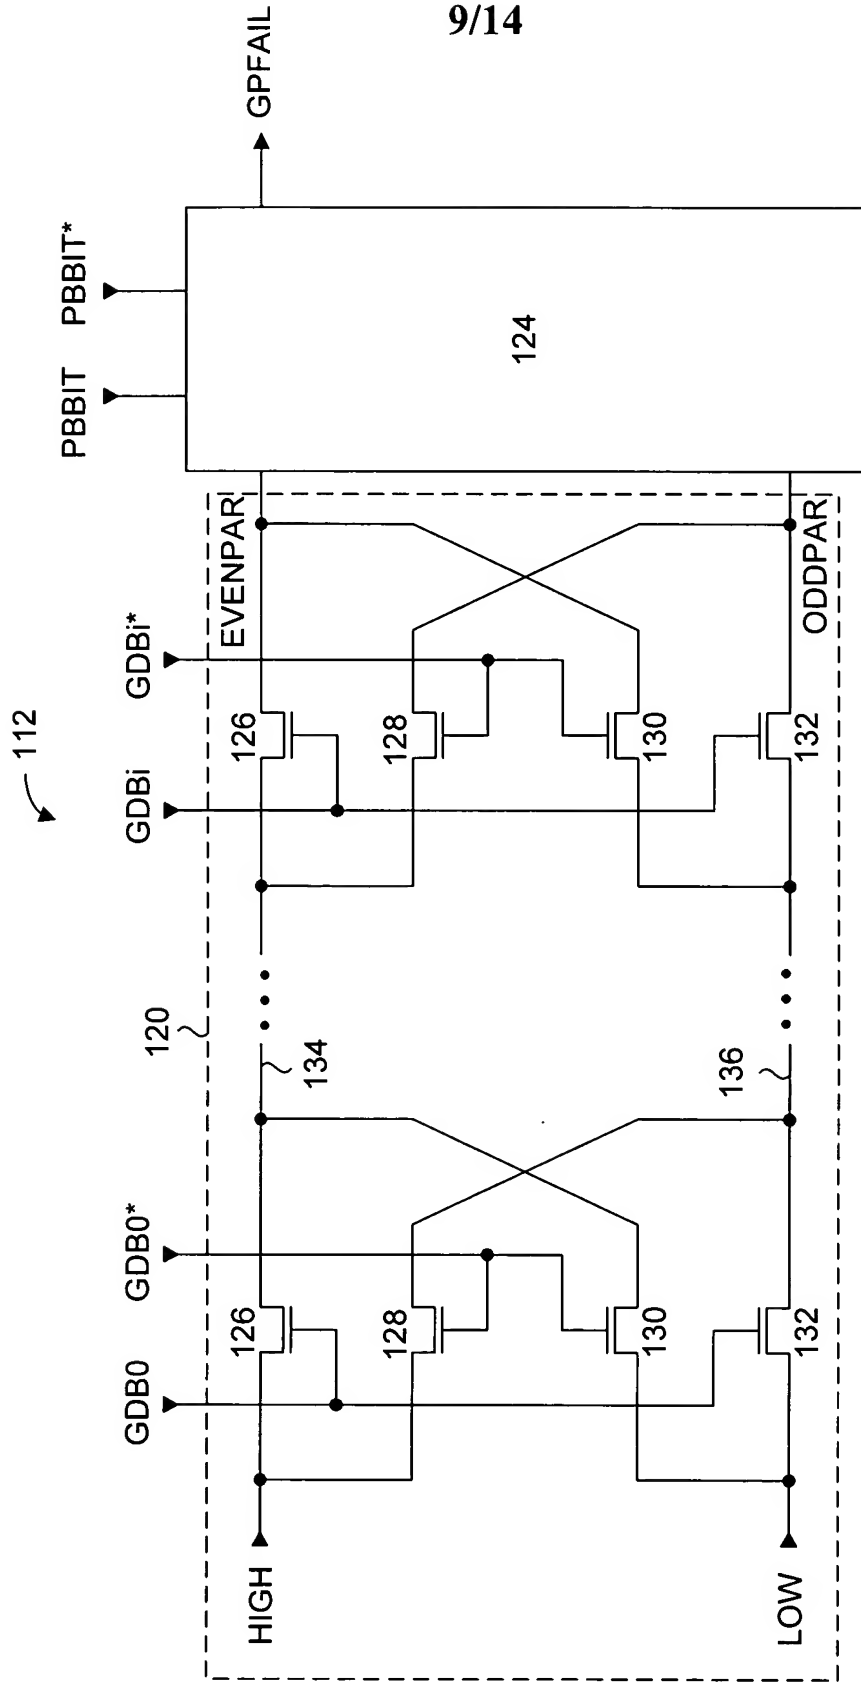 9/14
112
GPFAIL
PBBIT
PBBIT*
124
120
EVENPAR
ODDPAR
GDB0
GDB0*
GDBi
GDBi*
HIGH
LOW
126
128
130
132
134
136
126
128
130
132